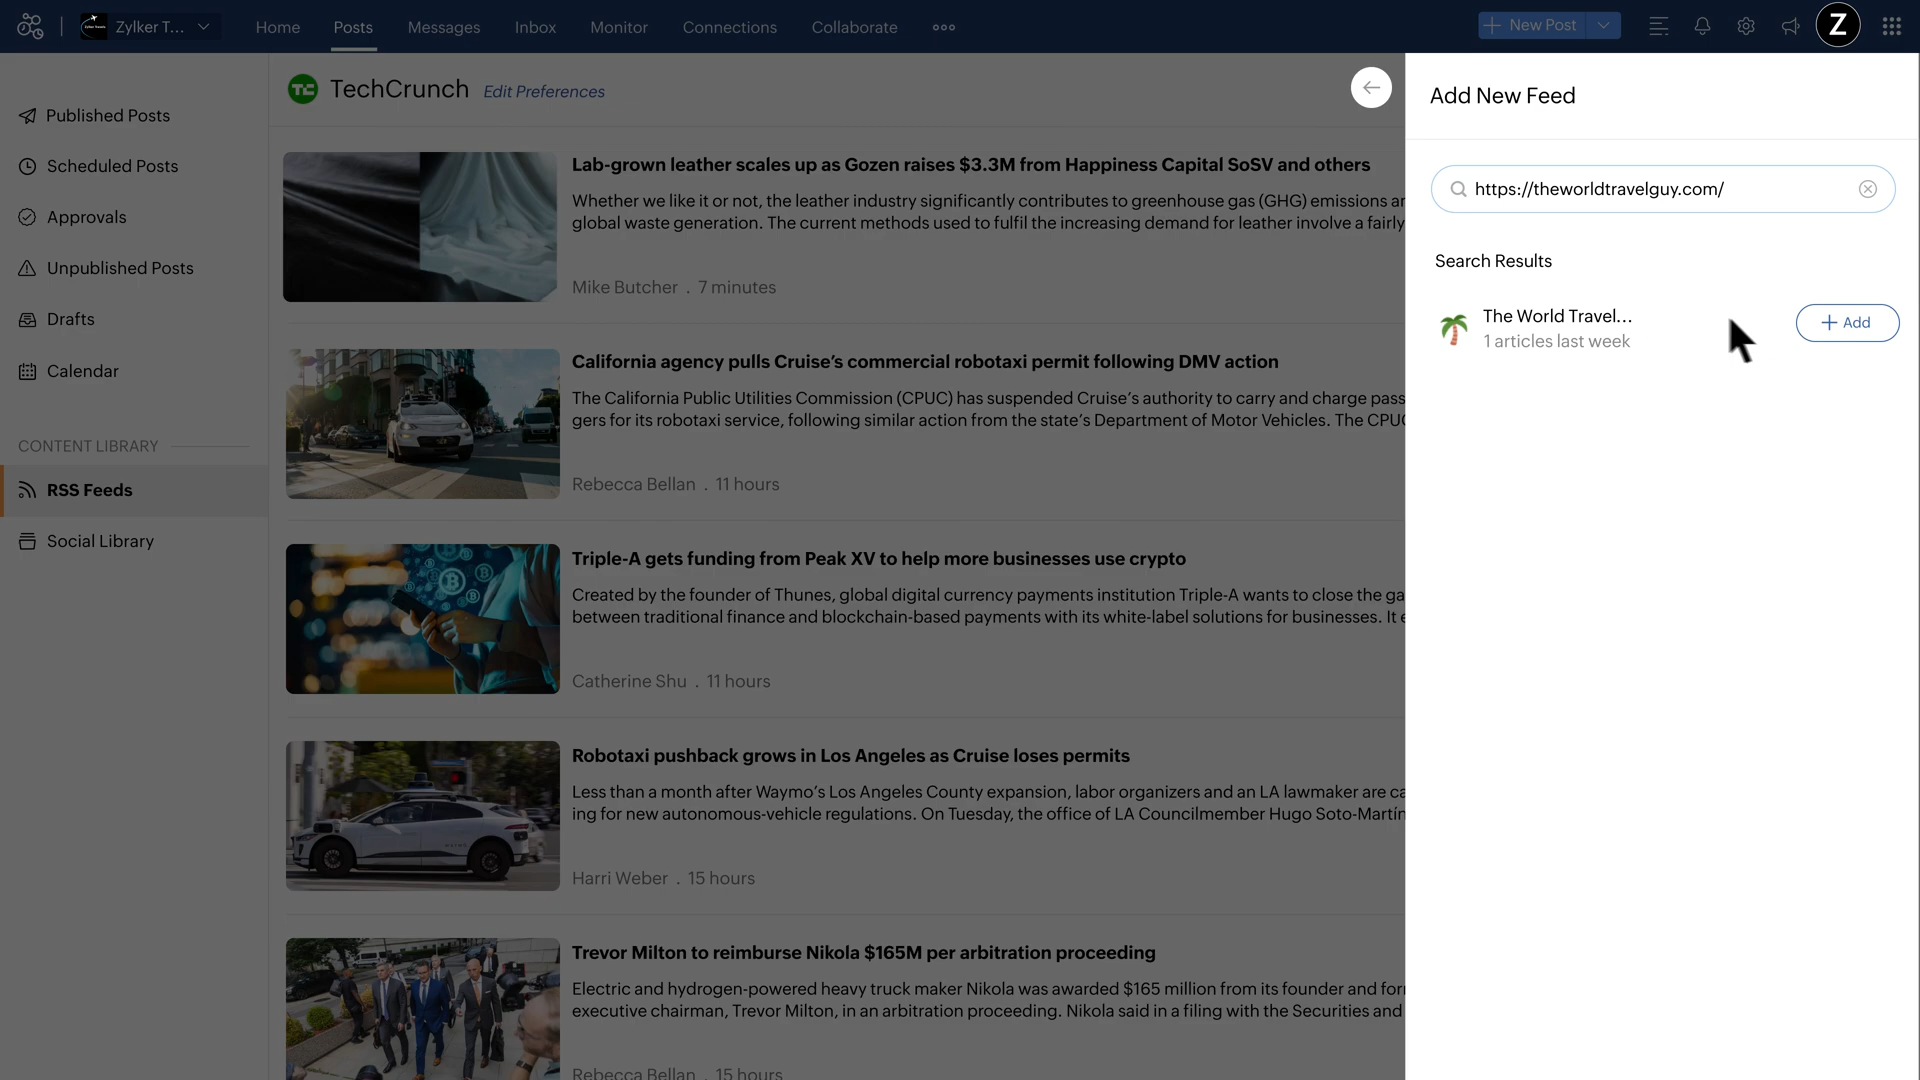 Zylker T...
Home
Posts
Messages
Inbox
Monitor
Connections
Collaborate
New Post
Z
Published Posts
Scheduled Posts
Approvals
Unpublished Posts
Drafts
Calendar
CONTENT LIBRARY
RSS Feeds
Social Library
TC
TechCrunch
Edit Preferences
Lab-grown leather scales up as Gozen raises $3.3M from Happiness Capital SoSV and others
Whether we like it or not, the leather industry significantly contributes to greenhouse gas (GHG) emissions
global waste generation. The current methods used to fulfil the increasing demand for leather involve a fairly
Mike Butcher . 7 minutes
California agency pulls Cruise’s commercial robotaxi permit following DMV action
The California Public Utilities Commission (CPUC) has suspended Cruise’s authority to carry and charge pass
gers for its robotaxi service, following similar action from the state’s Department of Motor Vehicles. The CPUC
Rebecca Bellan . 11 hours
Triple-A gets funding from Peak XV to help more businesses use crypto
Created by the founder of Thunes, global digital currency payments institution Triple-A wants to close the ga
between traditional finance and blockchain-based payments with its white-label solutions for businesses. It
Catherine Shu . 11 hours
Robotaxi pushback grows in Los Angeles as Cruise loses permits
Less than a month after Waymo’s Los Angeles County expansion, labor organizers and an LA lawmaker are ca
ing for new autonomous-vehicle regulations. On Tuesday, the office of LA Councilmember Hugo Soto-Martín
Harri Weber . 15 hours
Trevor Milton to reimburse Nikola $165M per arbitration proceeding
Electric and hydrogen-powered heavy truck maker Nikola was awarded $165 million from its founder and for
executive chairman, Trevor Milton, in an arbitration proceeding. Nikola said in a filing with the Securities and
Rebecca Bellan . 15 hours
Add New Feed
https://theworldtravelguy.com/
Search Results
The World Travel...
1 articles last week
Add